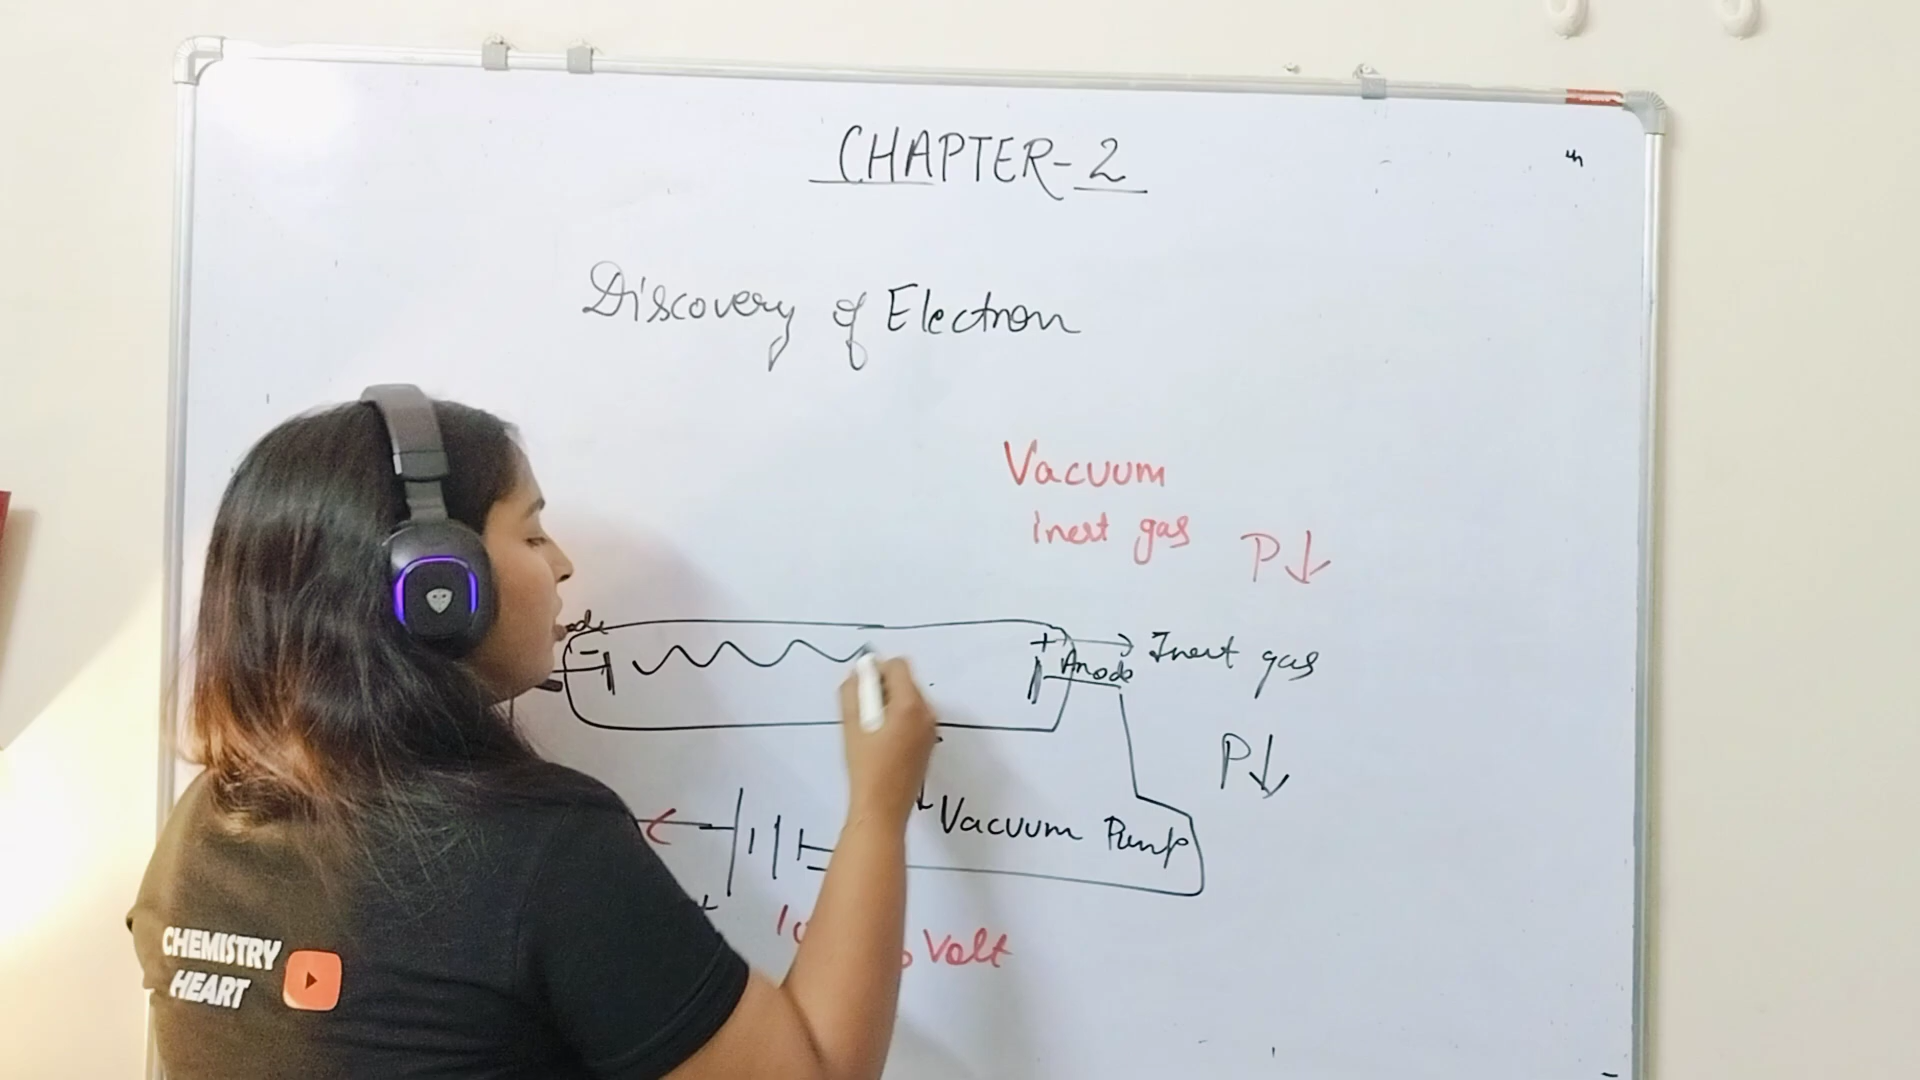 CHAPTER-2
Discovery of Electron
Vacuum
Inert gas P↓
- + Inert gas
Anode
P↓
Vacuum Pump
Volt
CHEMISTRY
HEART